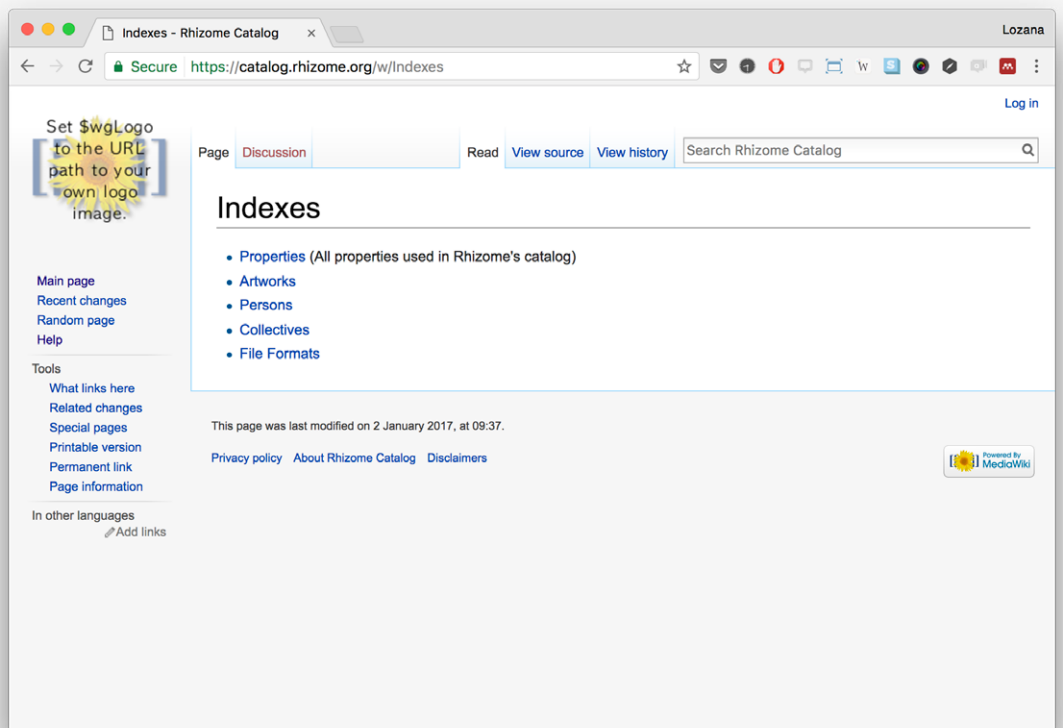 Indexes - Rhizome Catalog
Lozana
Secure https://catalog.rhizome.org/w/Indexes
Log in
Set $wgLogo
to the URL
path to your
own logo
image.
Page Discussion Read View source View history Search Rhizome Catalog
Indexes
Properties (All properties used in Rhizome's catalog)
Artworks
Persons
Collectives
File Formats
Main page
Recent changes
Random page
Help
Tools
What links here
Related changes
Special pages
Printable version
Permanent link
Page information
In other languages
Add links
This page was last modified on 2 January 2017, at 09:37.
Privacy policy About Rhizome Catalog Disclaimers
Powered By
MediaWiki